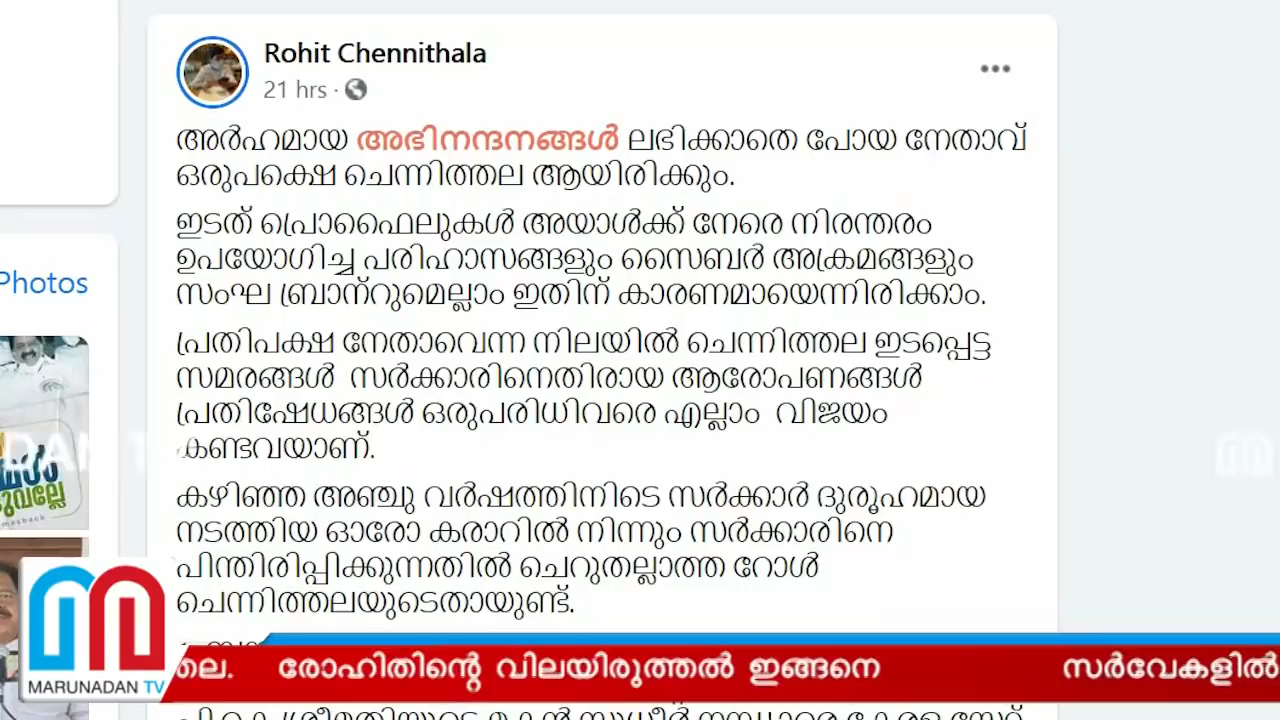 Rohit Chennithala
21 hrs ·
അർഹമായ അഭിനന്ദനങ്ങൾ ലഭിക്കാതെ പോയ നേതാവ്
ഒരുപക്ഷെ ചെന്നിത്തല ആയിരിക്കും.
ഇടത് പ്രൊഫൈലുകൾ അയാൾക്ക് നേരെ നിരന്തരം
ഉപയോഗിച്ച പരിഹാസങ്ങളും സൈബർ അക്രമങ്ങളും
സംഘ ബ്രാന്റുമെല്ലാം ഇതിന് കാരണമായെന്നിരിക്കാം.
Photos
പ്രതിപക്ഷ നേതാവെന്ന നിലയിൽ ചെന്നിത്തല ഇടപ്പെട്ട
സമരങ്ങൾ സർക്കാരിനെതിരായ ആരോപണങ്ങൾ
പ്രതിഷേധങ്ങൾ ഒരുപരിധിവരെ എല്ലാം വിജയം
കണ്ടവയാണ്.
കഴിഞ്ഞ അഞ്ചു വർഷത്തിനിടെ സർക്കാർ ദുരൂഹമായ
നടത്തിയ ഓരോ കരാറിൽ നിന്നും സർക്കാരിനെ
പിന്തിരിപ്പിക്കുന്നതിൽ ചെറുതല്ലാത്ത റോൾ
ചെന്നിത്തലയുടെതായുണ്ട്.
തല. രോഹിതിന്റെ വിലയിരുത്തൽ ഇങ്ങനെ സർവേകളിൽ
MARUNADAN TV